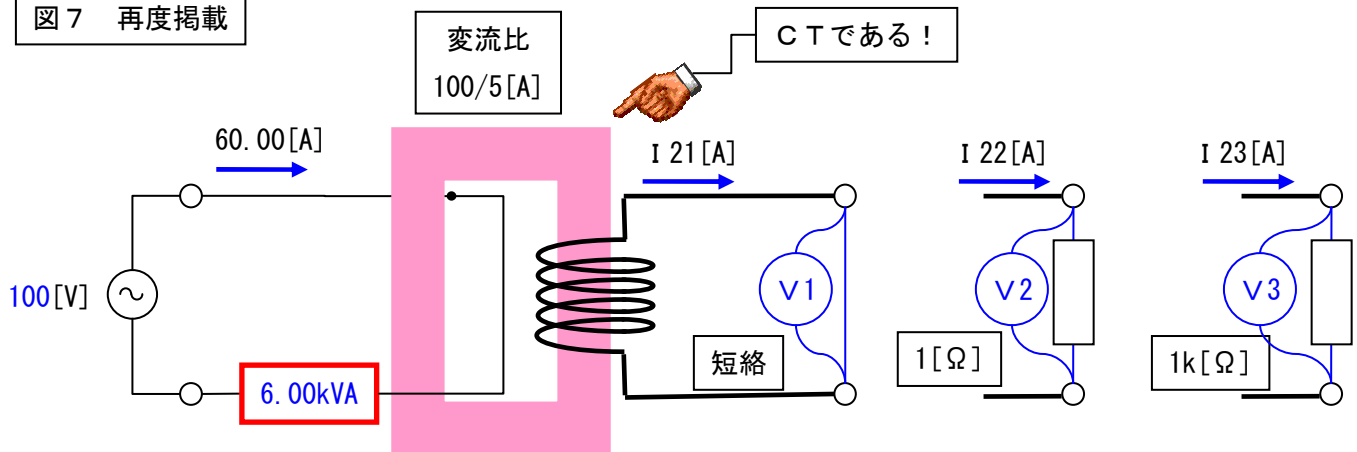 図７　再度掲載
変流比
100/5[A]
ＣＴである！
60.00[A]
I 21[A]
I 22[A]
I 23[A]
100[V]
～
V1
V2
V3
短絡
1[Ω]
1k[Ω]
6.00kVA